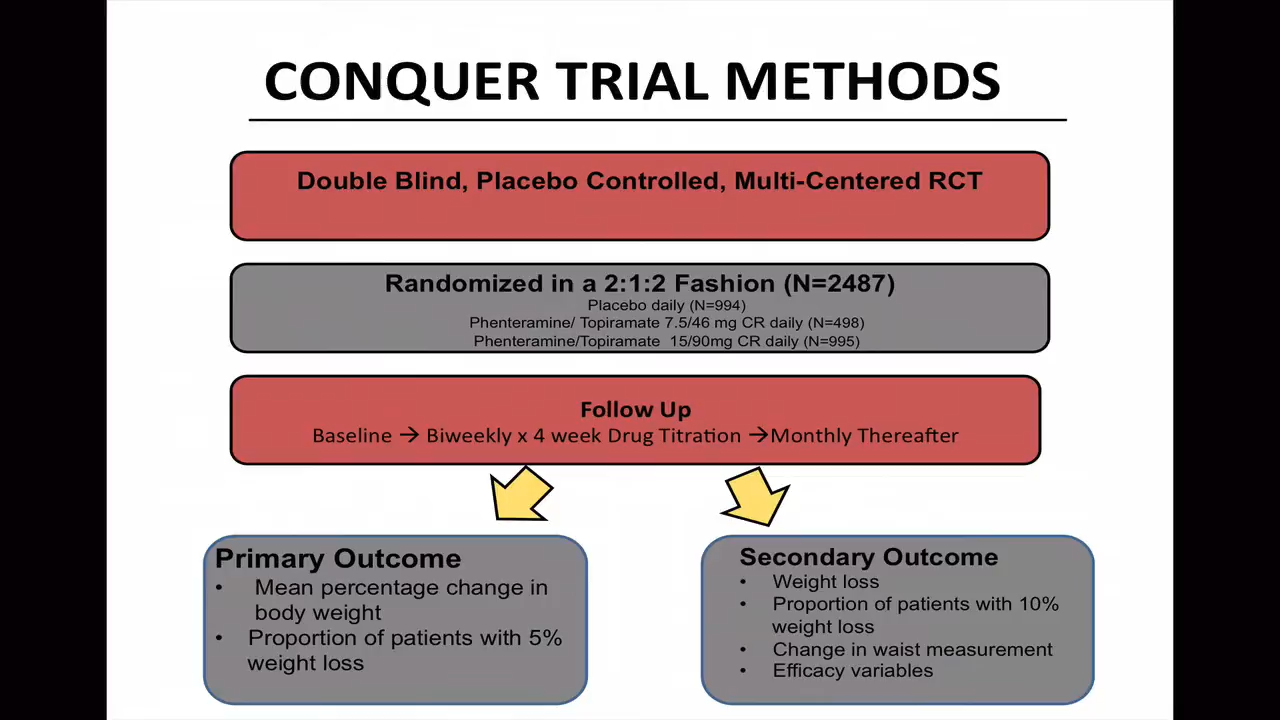 CONQUER TRIAL METHODS
Double Blind, Placebo Controlled, Multi-Centered RCT
Randomized in a 2:1:2 Fashion (N=2487)
Placebo daily (N=994)
Phenteramine/ Topiramate 7.5/46 mg CR daily (N=498)
Phenteramine/Topiramate 15/90mg CR daily (N=995)
Follow Up
Baseline → Biweekly x 4 week Drug Titration →Monthly Thereafter
Primary Outcome
• Mean percentage change in
body weight
• Proportion of patients with 5%
weight loss
Secondary Outcome
• Weight loss
• Proportion of patients with 10%
weight loss
• Change in waist measurement
• Efficacy variables